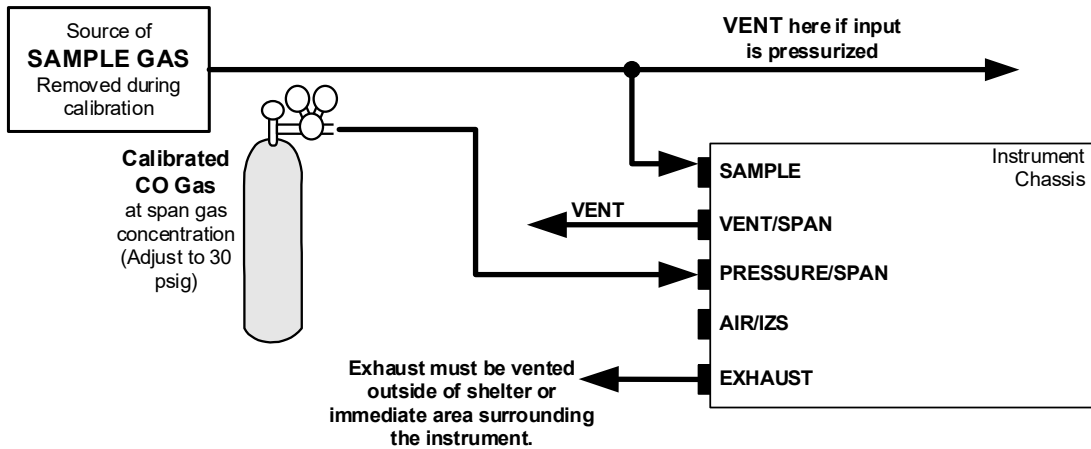 Source of
SAMPLE GAS
Removed during
calibration
VENT here if input
is pressurized
Calibrated
CO Gas
at span gas
concentration
(Adjust to 30
psig)
Instrument
Chassis
SAMPLE
VENT
VENT/SPAN
PRESSURE/SPAN
AIR/IZS
EXHAUST
Exhaust must be vented
outside of shelter or
immediate area surrounding
the instrument.